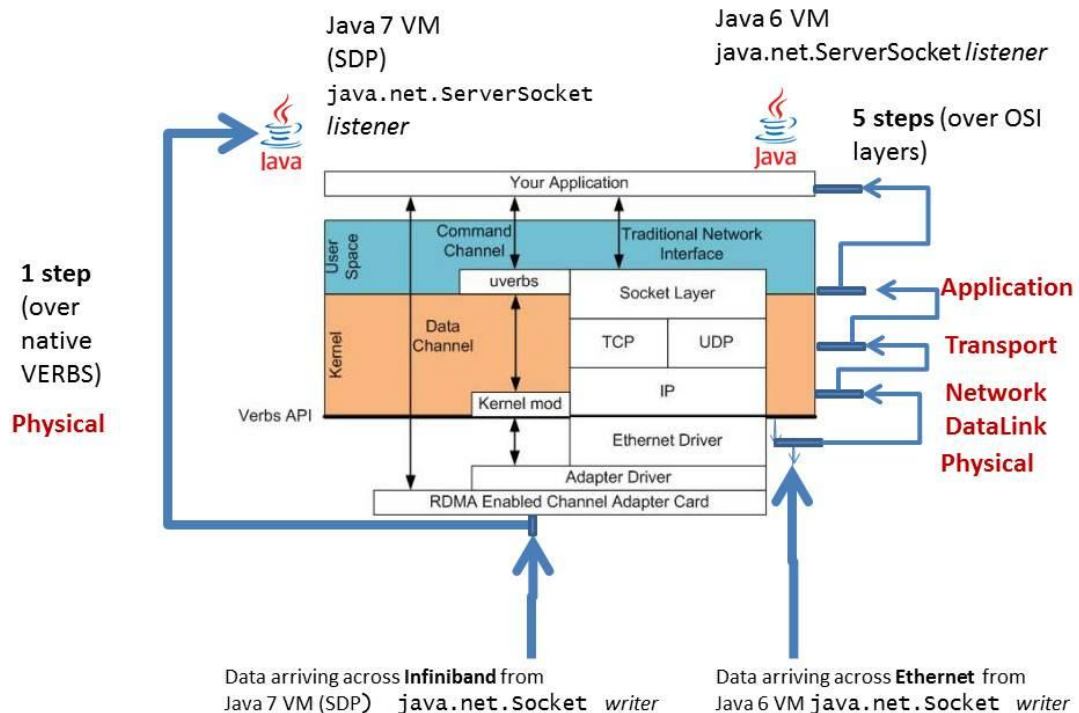 Java 7 VM
(SDP)
java.net.ServerSocket
listener
Java 6 VM
java.net.ServerSocket listener
Java
Java
5 steps (over OSI
layers)
Your Application
User
Space
Command
Channel
Traditional Network
Interface
uverbs
Socket Layer
Application
1 step
(over
native
VERBS)
Physical
Kernel
Data
Channel
TCP
UDP
Transport
IP
Network
Kernel mod
Verbs API
DataLink
Ethernet Driver
Physical
Adapter Driver
RDMA Enabled Channel Adapter Card
Data arriving across Infiniband from
Java 7 VM (SDP) java.net.Socket writer
Data arriving across Ethernet from
Java 6 VM java.net.Socket writer